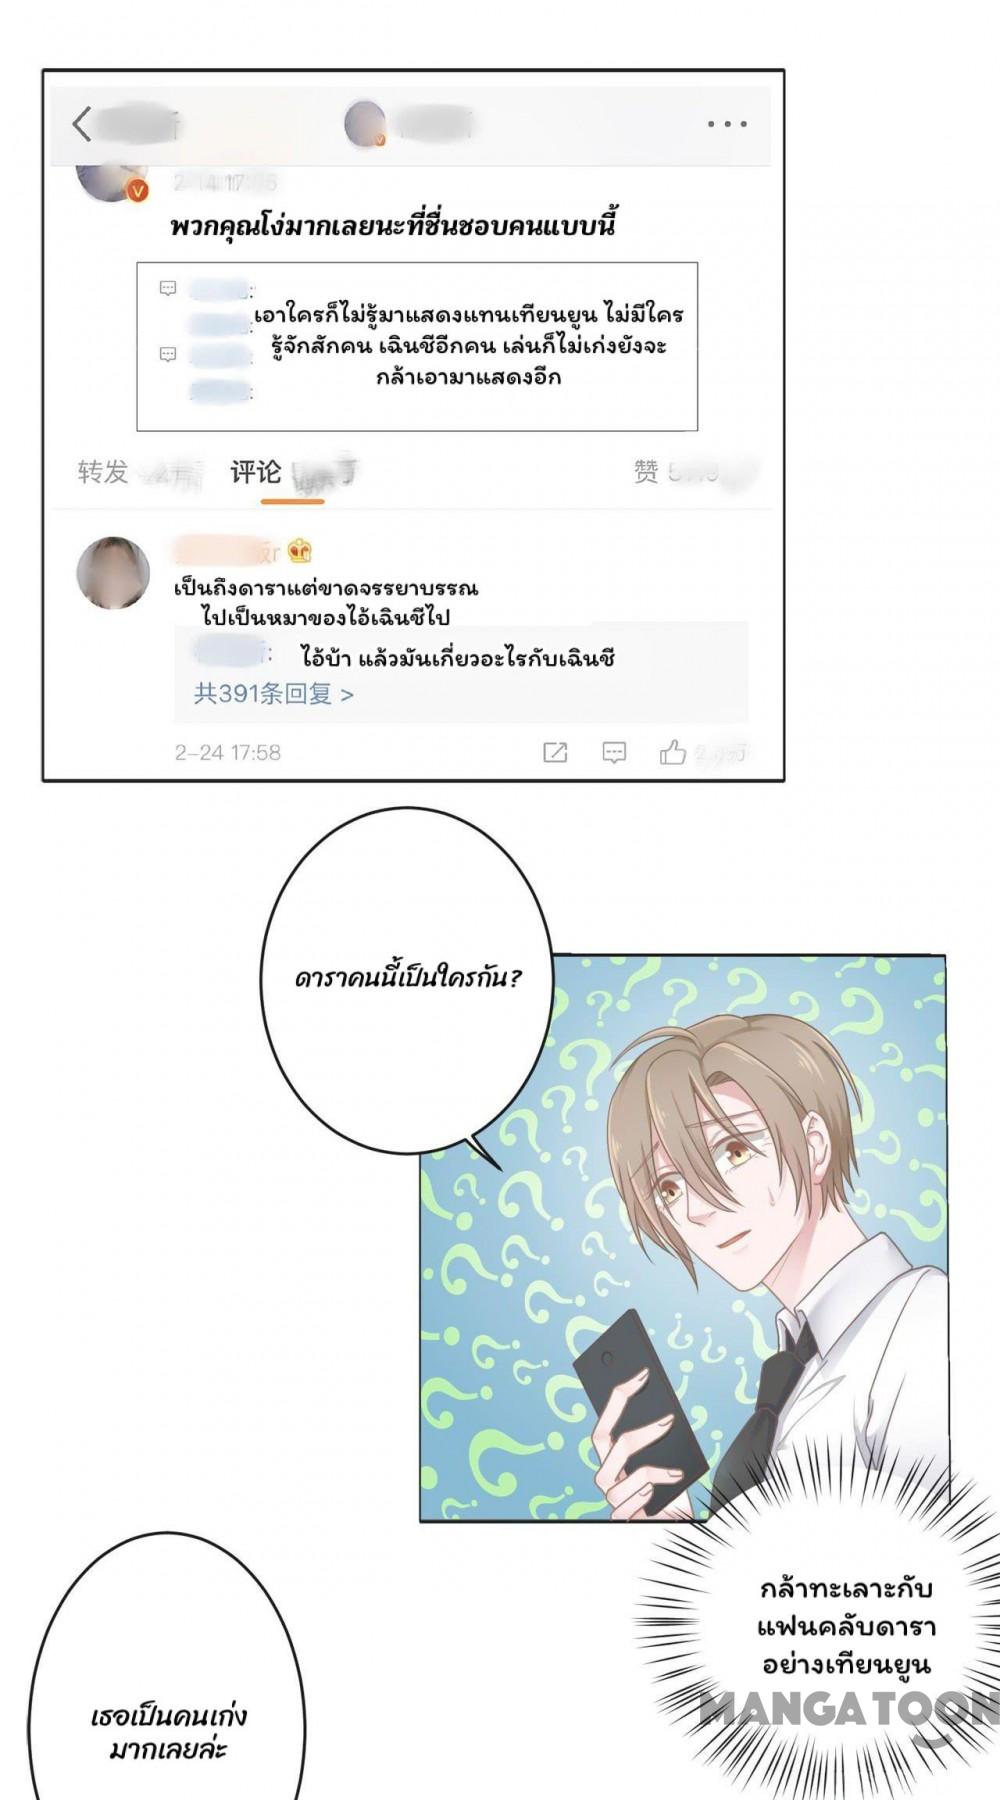 พวกคุณโง่มากเลยนะที่ชื่นชอบคนแบบนี้
เอาใครก็ไม่รู้มาแสดงแทนเทียนยูน ไม่มีใคร
รู้จักสักคน เฉินชีอีกคน เล่นก็ไม่เก่งยังจะ
กล้าเอามาแสดงอีก
转发 评论 赞
เป็นถึงดาราแต่ขาดจรรยาบรรณ
ไปเป็นหมาของไอ้เฉินชีไป
ไอ้บ้า แล้วมันเกี่ยวอะไรกับเฉินชี
共391条回复 >
2-24 17:58
ดาราคนนี้เป็นใครกัน?
กล้าทะเลาะกับ
แฟนคลับดารา
อย่างเทียนยูน
MANGATOON
เธอเป็นคนเก่ง
มากเลยล่ะ